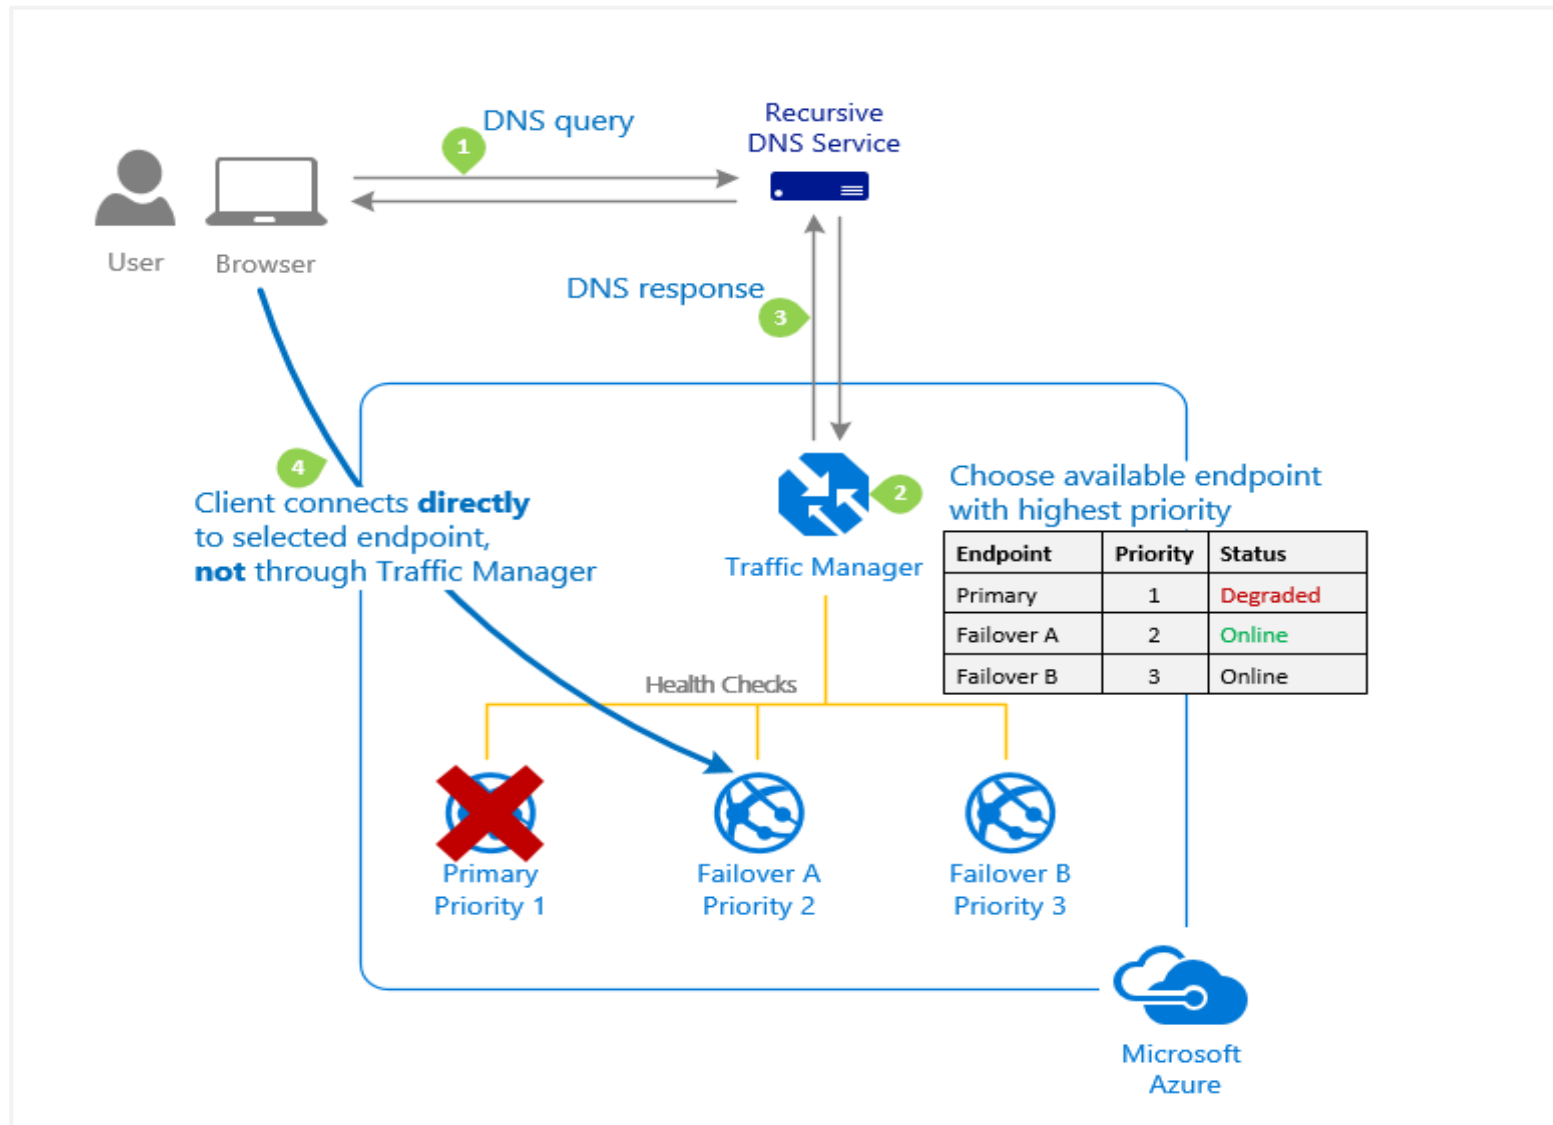 DNS query
1
Recursive
DNS Service
User
Browser
DNS response
3
4
Client connects directly
to selected endpoint,
not through Traffic Manager
2
Choose available endpoint
with highest priority
Traffic Manager
Endpoint Priority Status
Primary 1 Degraded
Failover A 2 Online
Failover B 3 Online
Health Checks
Primary
Priority 1
Failover A
Priority 2
Failover B
Priority 3
Microsoft
Azure